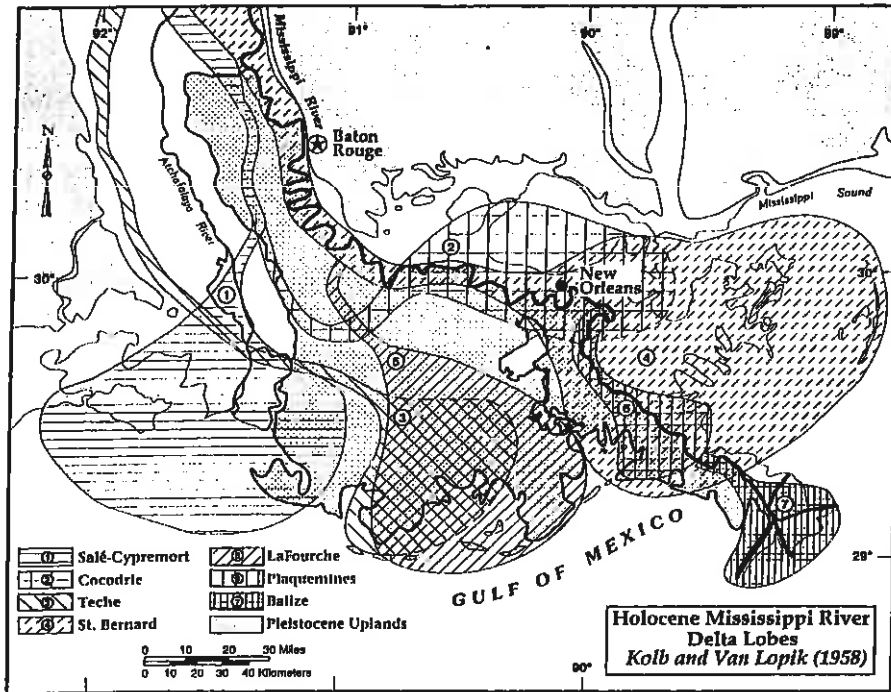 92°
91°
90°
89°
Mississippi River
N
Baton
Rouge
Atchafalaya River
Mississippi Sound
②
30°
30°
New
Orleans
①
④
⑤
③
⑥
⑦
GULF OF MEXICO
29°
① Salé-Cypremort
② Cocodrie
③ Teche
④ St. Bernard
⑤ LaFourche
Plaquemines
⑦ Balize
Pleistocene Uplands
0 10 20 30 Miles
0 10 20 30 40 Kilometers
90°
Holocene Mississippi River
Delta Lobes
Kolb and Van Lopik (1958)